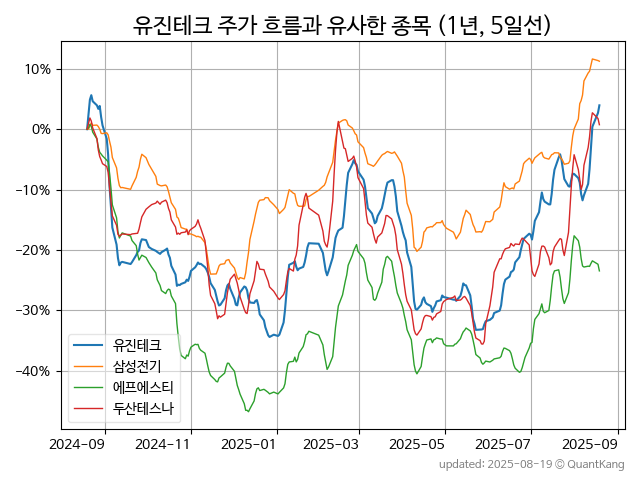 유진테크 주가 흐름과 유사한 종목 (1년, 5일선)
10%
0%
−10%
−20%
−30%
−40%
유진테크
삼성전기
에프에스티
두산테스나
2024-09 2024-11 2025-01 2025-03 2025-05 2025-07 2025-09
updated: 2025-08-19 © QuantKang